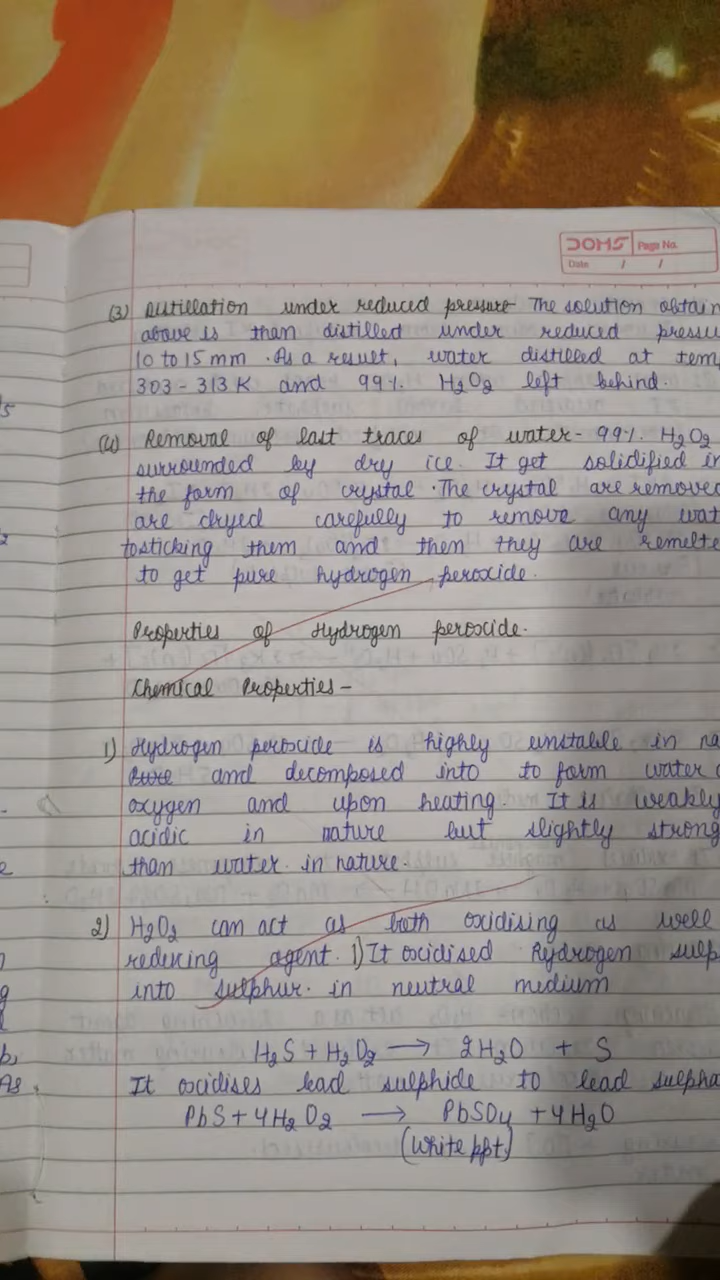 DOMS Page No.
Date / /
(3) Distillation under reduced pressure- The solution obtain
above is then distilled under reduced pressu
10 to 15 mm. As a result, water distilled at tem
303 - 313 K and 99% H2O2 left behind.
(4) Removal of last traces of water- 99% H2O2
surrounded by dry ice. It get solidified in
the form of crystal. The crystal are removed
are dryed carefully to remove any wat
to sticking them and then they are remelte
to get pure hydrogen peroxide.
Properties of Hydrogen peroxide.
Chemical Properties -
1) Hydrogen peroxide is highly unstable in na
and decomposed into to form water
oxygen and upon heating. It is weakly
acidic in nature but slightly strong
than water in nature.
2) H2O2 can act as both oxidising as well
reducing agent. 1) It oxidised Hydrogen sulp
into sulphur. in neutral medium
H2S + H2O2 → 2H2O + S
It oxidises lead sulphide to lead sulpha
PbS + 4H2O2 → PbSO4 + 4H2O
(White ppt)